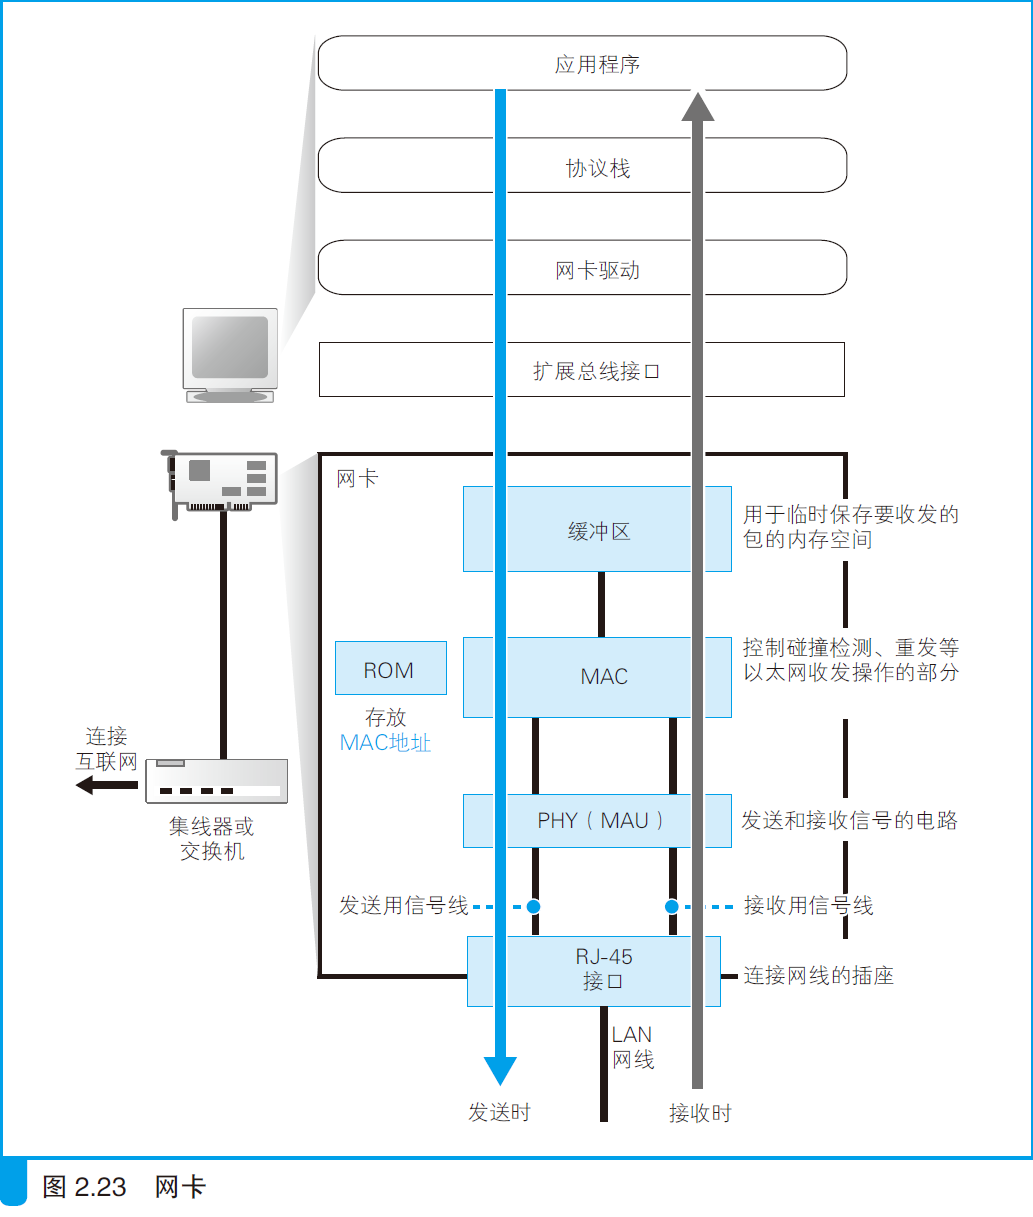 应用程序
协议栈
网卡驱动
扩展总线接口
网卡
缓冲区
用于临时保存要收发的
包的内存空间
ROM
存放
MAC地址
MAC
控制碰撞检测、重发等
以太网收发操作的部分
连接
互联网
集线器或
交换机
PHY（MAU）
发送和接收信号的电路
发送用信号线
接收用信号线
RJ-45
接口
连接网线的插座
LAN
网线
发送时
接收时
图 2.23 网卡